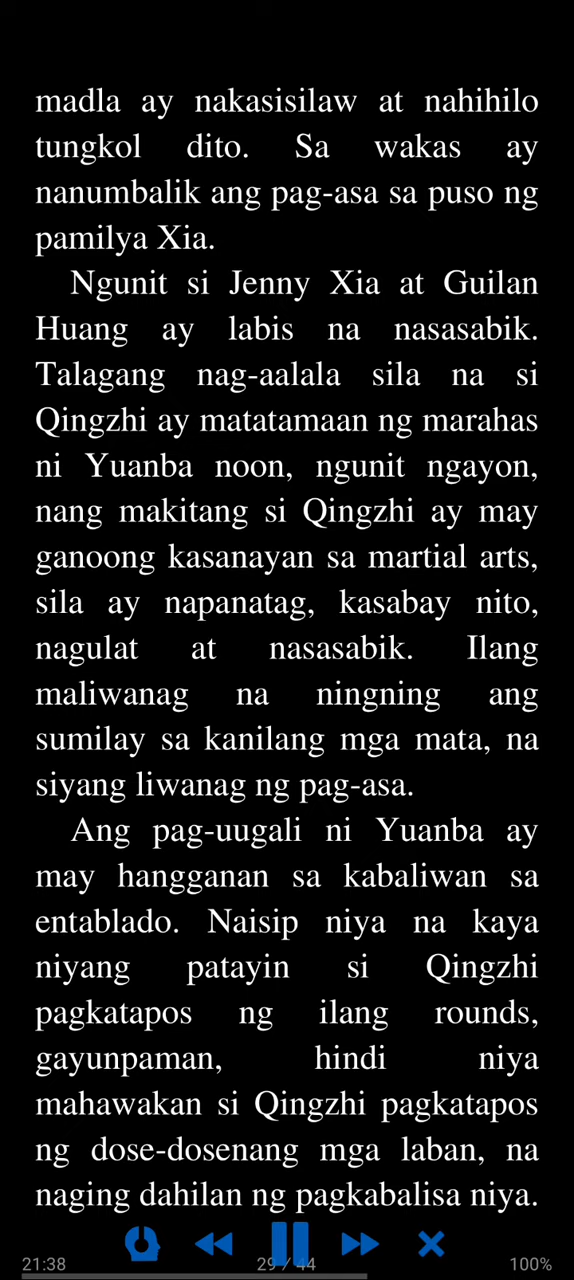 madla ay nakasisilaw at nahihilo
tungkol dito. Sa wakas ay
nanumbalik ang pag-asa sa puso ng
pamilya Xia.
Ngunit si Jenny Xia at Guilan
Huang ay labis na nasasabik.
Talagang nag-aalala sila na si
Qingzhi ay matatamaan ng marahas
ni Yuanba noon, ngunit ngayon,
nang makitang si Qingzhi ay may
ganoong kasanayan sa martial arts,
sila ay napanatag, kasabay nito,
nagulat at nasasabik. Ilang
maliwanag na ningning ang
sumilay sa kanilang mga mata, na
siyang liwanag ng pag-asa.
Ang pag-uugali ni Yuanba ay
may hangganan sa kabaliwan sa
entablado. Naisip niya na kaya
niyang patayin si Qingzhi
pagkatapos ng ilang rounds,
gayunpaman, hindi niya
mahawakan si Qingzhi pagkatapos
ng dose-dosenang mga laban, na
naging dahilan ng pagkabalisa niya.
21:38 29 / 44 100%